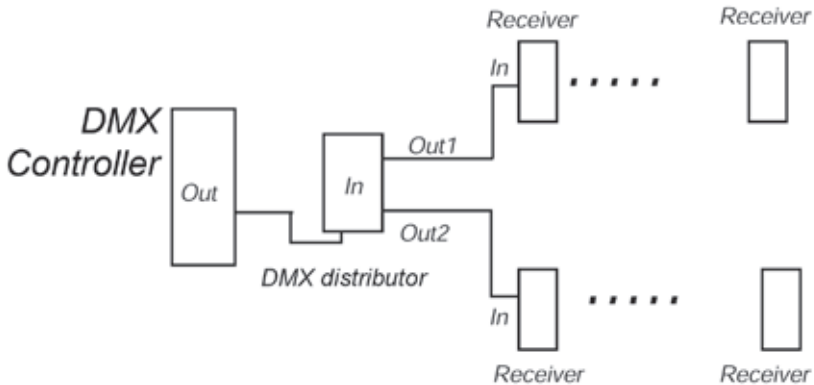 Receiver
Receiver
In
DMX
Controller
Out1
Out
In
Out2
DMX distributor
In
Receiver
Receiver